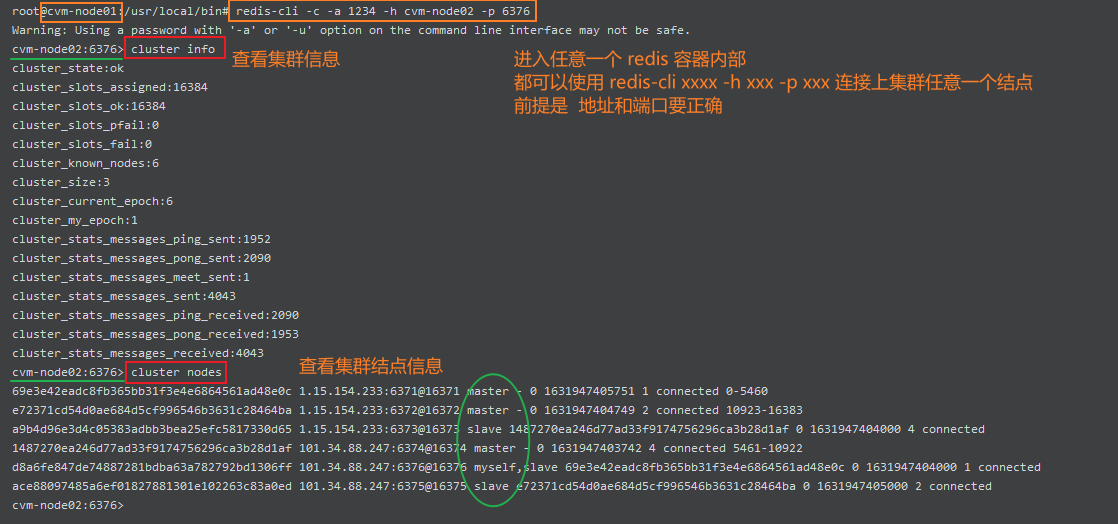 root@cvm-node01:/usr/local/bin# redis-cli -c -a 1234 -h cvm-node02 -p 6376
Warning: Using a password with '-a' or '-u' option on the command line interface may not be safe.
cvm-node02:6376> cluster info
查看集群信息
进入任意一个 redis 容器内部
都可以使用 redis-cli xxxx -h xxx -p xxx 连接上集群任意一个结点
前提是 地址和端口要正确
cluster_state:ok
cluster_slots_assigned:16384
cluster_slots_ok:16384
cluster_slots_pfail:0
cluster_slots_fail:0
cluster_known_nodes:6
cluster_size:3
cluster_current_epoch:6
cluster_my_epoch:1
cluster_stats_messages_ping_sent:1952
cluster_stats_messages_pong_sent:2090
cluster_stats_messages_meet_sent:1
cluster_stats_messages_sent:4043
cluster_stats_messages_ping_received:2090
cluster_stats_messages_pong_received:1953
cluster_stats_messages_received:4043
cvm-node02:6376> cluster nodes
查看集群结点信息
69e3e42eadc8fb365bb31f3e4e6864561ad48e0c 1.15.154.233:6371@16371 master - 0 1631947405751 1 connected 0-5460
e72371cd54d0ae684d5cf996546b3631c28464ba 1.15.154.233:6372@16372 master - 0 1631947404749 2 connected 10923-16383
a9b4d96e3d4c05383adbb3bea25efc5817330d65 1.15.154.233:6373@16373 slave 1487270ea246d77ad33f9174756296ca3b28d1af 0 1631947404000 4 connected
1487270ea246d77ad33f9174756296ca3b28d1af 101.34.88.247:6374@16374 master - 0 1631947403742 4 connected 5461-10922
d8a6fe847de74887281bdba63a782792bd1306ff 101.34.88.247:6376@16376 myself,slave 69e3e42eadc8fb365bb31f3e4e6864561ad48e0c 0 1631947404000 1 connected
ace88097485a6ef01827881301e102263c83a0ed 101.34.88.247:6375@16375 slave e72371cd54d0ae684d5cf996546b3631c28464ba 0 1631947405000 2 connected
cvm-node02:6376>